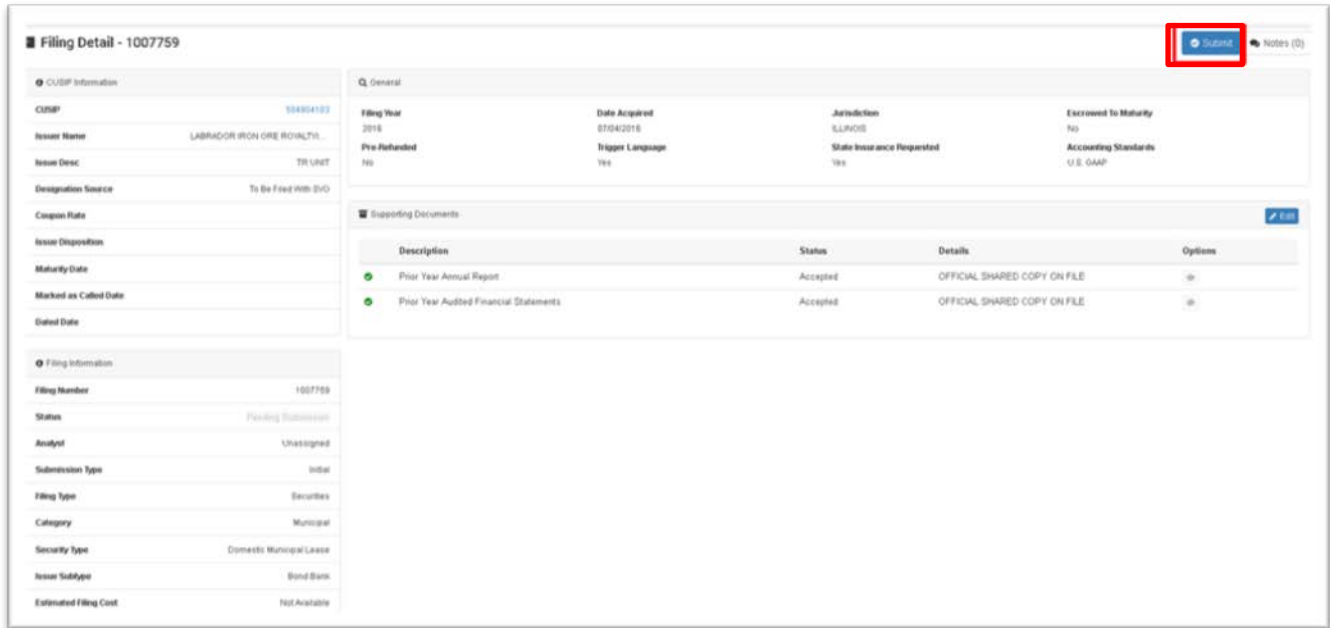 Filing Detail - 1007759
Submit
Notes (0)
CUSIP Information
CUSIP 504904103
Issuer Name LABRADOR IRON ORE ROYALTY...
Issue Desc TR UNIT
Designation Source To Be Filed With SVO
Coupon Rate
Issue Disposition
Maturity Date
Marked as Called Date
Dated Date
General
Filing Year Date Acquired Jurisdiction Escrowed To Maturity
2016 07/04/2016 ILLINOIS No
Pre-Refunded Trigger Language State Insurance Requested Accounting Standards
No Yes Yes U.S. GAAP
Supporting Documents
Edit
Description Status Details Options
Prior Year Annual Report Accepted OFFICIAL SHARED COPY ON FILE
Prior Year Audited Financial Statements Accepted OFFICIAL SHARED COPY ON FILE
Filing Information
Filing Number 1007759
Status Pending Submission
Analyst Unassigned
Submission Type Initial
Filing Type Securities
Category Municipal
Security Type Domestic Municipal Lease
Issuer Subtype Bond Bank
Estimated Filing Cost Not Available